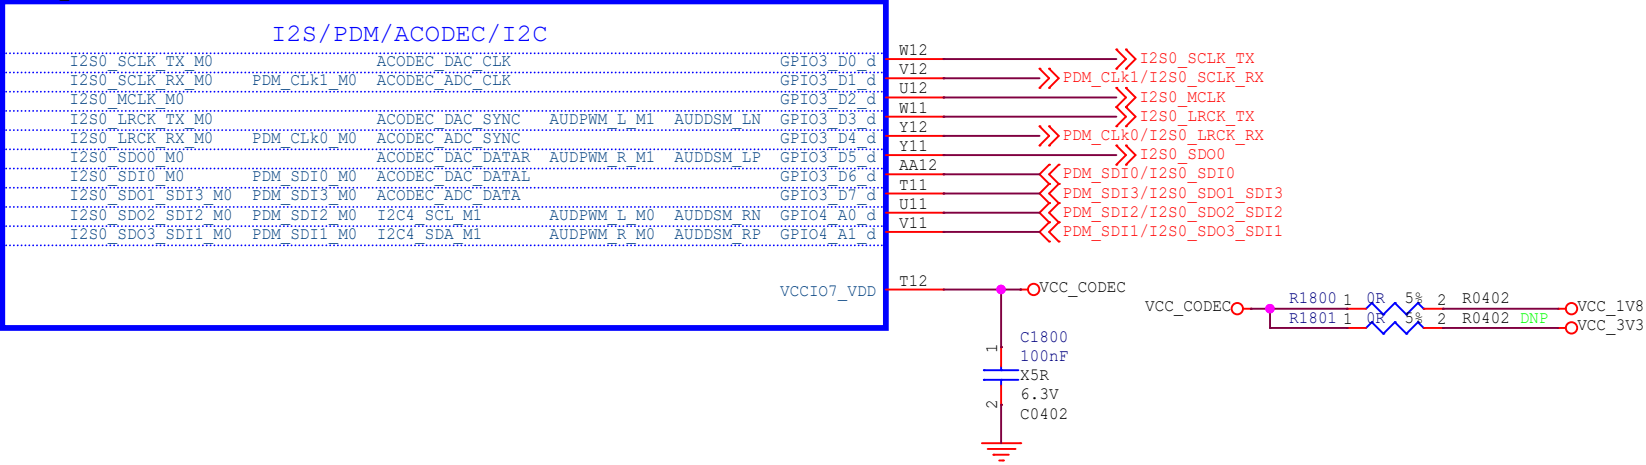 I2S/PDM/ACODEC/I2C
I2S0_SCLK_TX_M0 ACODEC_DAC_CLK GPIO3_D0_d W12 I2S0_SCLK_TX
I2S0_SCLK_RX_M0 PDM_CLk1_M0 ACODEC_ADC_CLK GPIO3_D1_d V12 PDM_CLk1/I2S0_SCLK_RX
I2S0_MCLK_M0 GPIO3_D2_d U12 I2S0_MCLK
I2S0_LRCK_TX_M0 ACODEC_DAC_SYNC AUDPWM_L_M1 AUDDSM_LN GPIO3_D3_d W11 I2S0_LRCK_TX
I2S0_LRCK_RX_M0 PDM_CLk0_M0 ACODEC_ADC_SYNC GPIO3_D4_d Y12 PDM_CLk0/I2S0_LRCK_RX
I2S0_SDO0_M0 ACODEC_DAC_DATAR AUDPWM_R_M1 AUDDSM_LP GPIO3_D5_d Y11 I2S0_SDO0
I2S0_SDI0_M0 PDM_SDI0_M0 ACODEC_DAC_DATAL GPIO3_D6_d AA12 PDM_SDI0/I2S0_SDI0
I2S0_SDO1_SDI3_M0 PDM_SDI3_M0 ACODEC_ADC_DATA GPIO3_D7_d T11 PDM_SDI3/I2S0_SDO1_SDI3
I2S0_SDO2_SDI2_M0 PDM_SDI2_M0 I2C4_SCL_M1 AUDPWM_L_M0 AUDDSM_RN GPIO4_A0_d U11 PDM_SDI2/I2S0_SDO2_SDI2
I2S0_SDO3_SDI1_M0 PDM_SDI1_M0 I2C4_SDA_M1 AUDPWM_R_M0 AUDDSM_RP GPIO4_A1_d V11 PDM_SDI1/I2S0_SDO3_SDI1
VCCIO7_VDD T12 VCC_CODEC
1
C1800
100nF
X5R
6.3V
2
C0402
VCC_CODEC R1800 1 0R 5% 2 R0402 VCC_1V8
R1801 1 0R 5% 2 R0402 DNP VCC_3V3